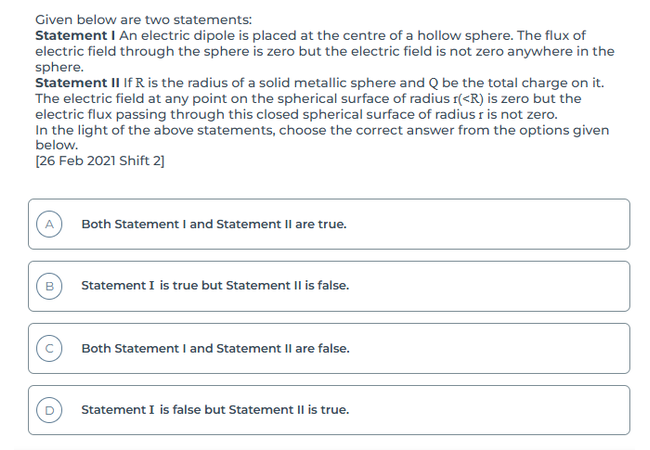 Given below are two statements:
Statement I An electric dipole is placed at the centre of a hollow sphere. The flux of
electric field through the sphere is zero but the electric field is not zero anywhere in the
sphere.
Statement II If R is the radius of a solid metallic sphere and Q be the total charge on it.
The electric field at any point on the spherical surface of radius r(<R) is zero but the
electric flux passing through this closed spherical surface of radius r is not zero.
In the light of the above statements, choose the correct answer from the options given
below.
[26 Feb 2021 Shift 2]
A Both Statement I and Statement II are true.
B Statement I is true but Statement II is false.
C Both Statement I and Statement II are false.
D Statement I is false but Statement II is true.